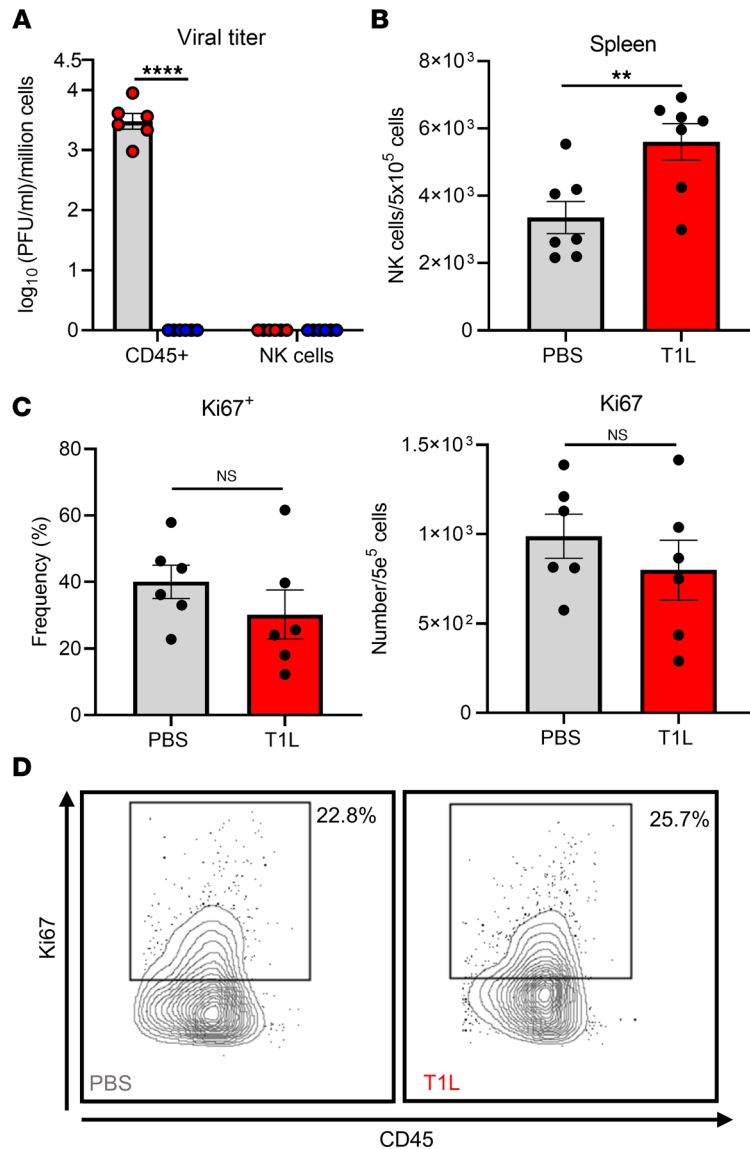 A
Viral titer
log₁₀ (PFU/ml)/million cells
4.5
4
3
2
1
0
****
CD45+
NK cells
B
Spleen
NK cells/5x10⁵ cells
8×10³
6×10³
4×10³
2×10³
0
**
PBS
T1L
C
Ki67⁺
Frequency (%)
80
60
40
20
0
NS
PBS
T1L
Ki67
Number/5e⁵ cells
1.5×10³
1×10³
5×10²
0
NS
PBS
T1L
D
Ki67
22.8%
PBS
25.7%
T1L
CD45